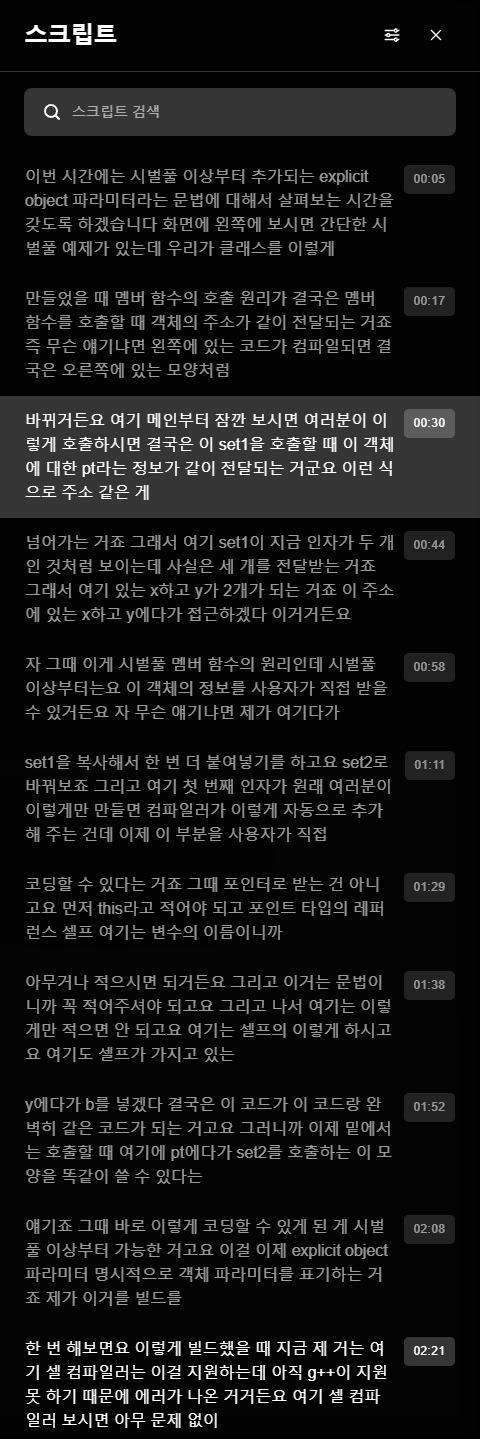 스크립트
스크립트 검색
이번 시간에는 시벌풀 이상부터 추가되는 explicit
object 파라미터라는 문법에 대해서 살펴보는 시간을
갖도록 하겠습니다 화면에 왼쪽에 보시면 간단한 시
벌풀 예제가 있는데 우리가 클래스를 이렇게
00:05
만들었을 때 멤버 함수의 호출 원리가 결국은 멤버
함수를 호출할 때 객체의 주소가 같이 전달되는 거죠
즉 무슨 얘기냐면 왼쪽에 있는 코드가 컴파일되면 결
국은 오른쪽에 있는 모양처럼
00:17
바뀌거든요 여기 메인부터 잠깐 보시면 여러분이 이
렇게 호출하시면 결국은 이 set1을 호출할 때 이 객체
에 대한 pt라는 정보가 같이 전달되는 거군요 이런 식
으로 주소 같은 게
00:30
넘어가는 거죠 그래서 여기 set1이 지금 인자가 두 개
인 것처럼 보이는데 사실은 세 개를 전달받는 거죠
그래서 여기 있는 x하고 y가 2개가 되는 거죠 이 주소
에 있는 x하고 y에다가 접근하겠다 이거거든요
00:44
자 그때 이게 시벌풀 멤버 함수의 원리인데 시벌풀
이상부터는요 이 객체의 정보를 사용자가 직접 받을
수 있거든요 자 무슨 얘기냐면 제가 여기다가
00:58
set1을 복사해서 한 번 더 붙여넣기를 하고요 set2로
바꿔보죠 그리고 여기 첫 번째 인자가 원래 여러분이
이렇게만 만들면 컴파일러가 이렇게 자동으로 추가
해 주는 건데 이제 이 부분을 사용자가 직접
01:11
코딩할 수 있다는 거죠 그때 포인터로 받는 건 아니
고요 먼저 this라고 적어야 되고 포인트 타입의 레퍼
런스 셀프 여기는 변수의 이름이니까
01:29
아무거나 적으시면 되거든요 그리고 이거는 문법이
니까 꼭 적어주셔야 되고요 그리고 나서 여기는 이렇
게만 적으면 안 되고요 여기는 셀프의 이렇게 하시고
요 여기도 셀프가 가지고 있는
01:38
y에다가 b를 넣겠다 결국은 이 코드가 이 코드랑 완
벽히 같은 코드가 되는 거고요 그러니까 이제 밑에서
는 호출할 때 여기에 pt에다가 set2를 호출하는 이 모
양을 똑같이 쓸 수 있다는
01:52
얘기죠 그때 바로 이렇게 코딩할 수 있게 된 게 시벌
풀 이상부터 가능한 거고요 이걸 이제 explicit object
파라미터 명시적으로 객체 파라미터를 표기하는 거
죠 제가 이거를 빌드를
02:08
한 번 해보면요 이렇게 빌드했을 때 지금 제 거는 여
기 셀 컴파일러는 이걸 지원하는데 아직 g++이 지원
못 하기 때문에 에러가 나온 거거든요 여기 셀 컴파
일러 보시면 아무 문제 없이
02:21